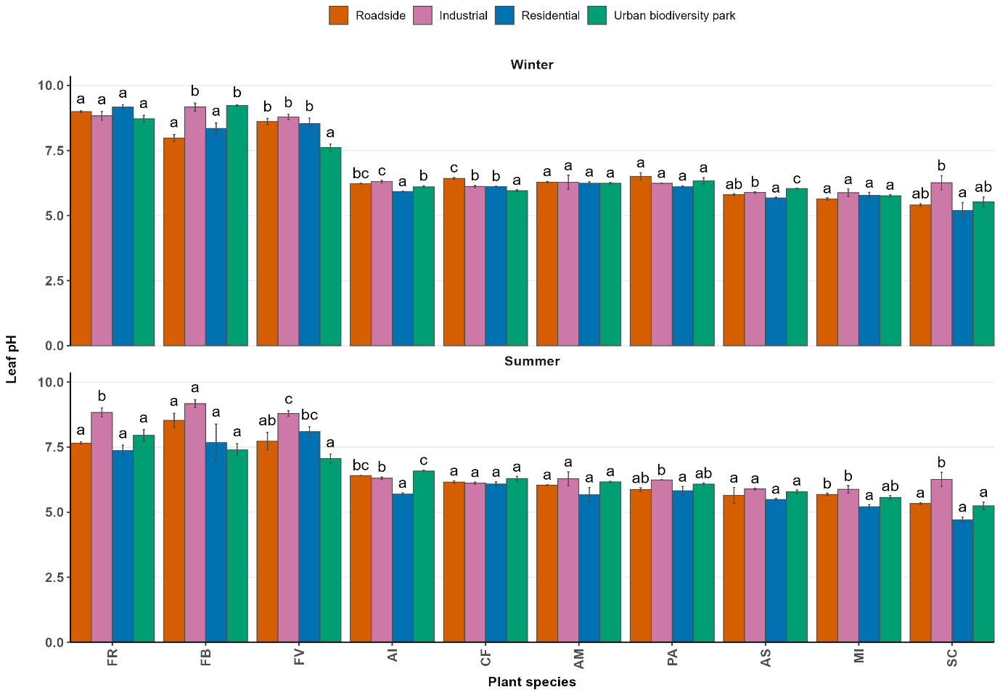 Roadside Industrial Residential Urban biodiversity park
Winter
10.0
7.5
5.0
2.5
0.0
a a a a a b a b b b b a bc c a b c b b a a a a a a a a a ab b a c a a a a ab b a ab
Leaf pH
Summer
10.0
7.5
5.0
2.5
0.0
a b a a a a a a ab c bc a bc b a c a a a a a a a a ab b a ab a a a a b b a ab a b a a
FR FB FV AI CF AM PA AS MI SC
Plant species